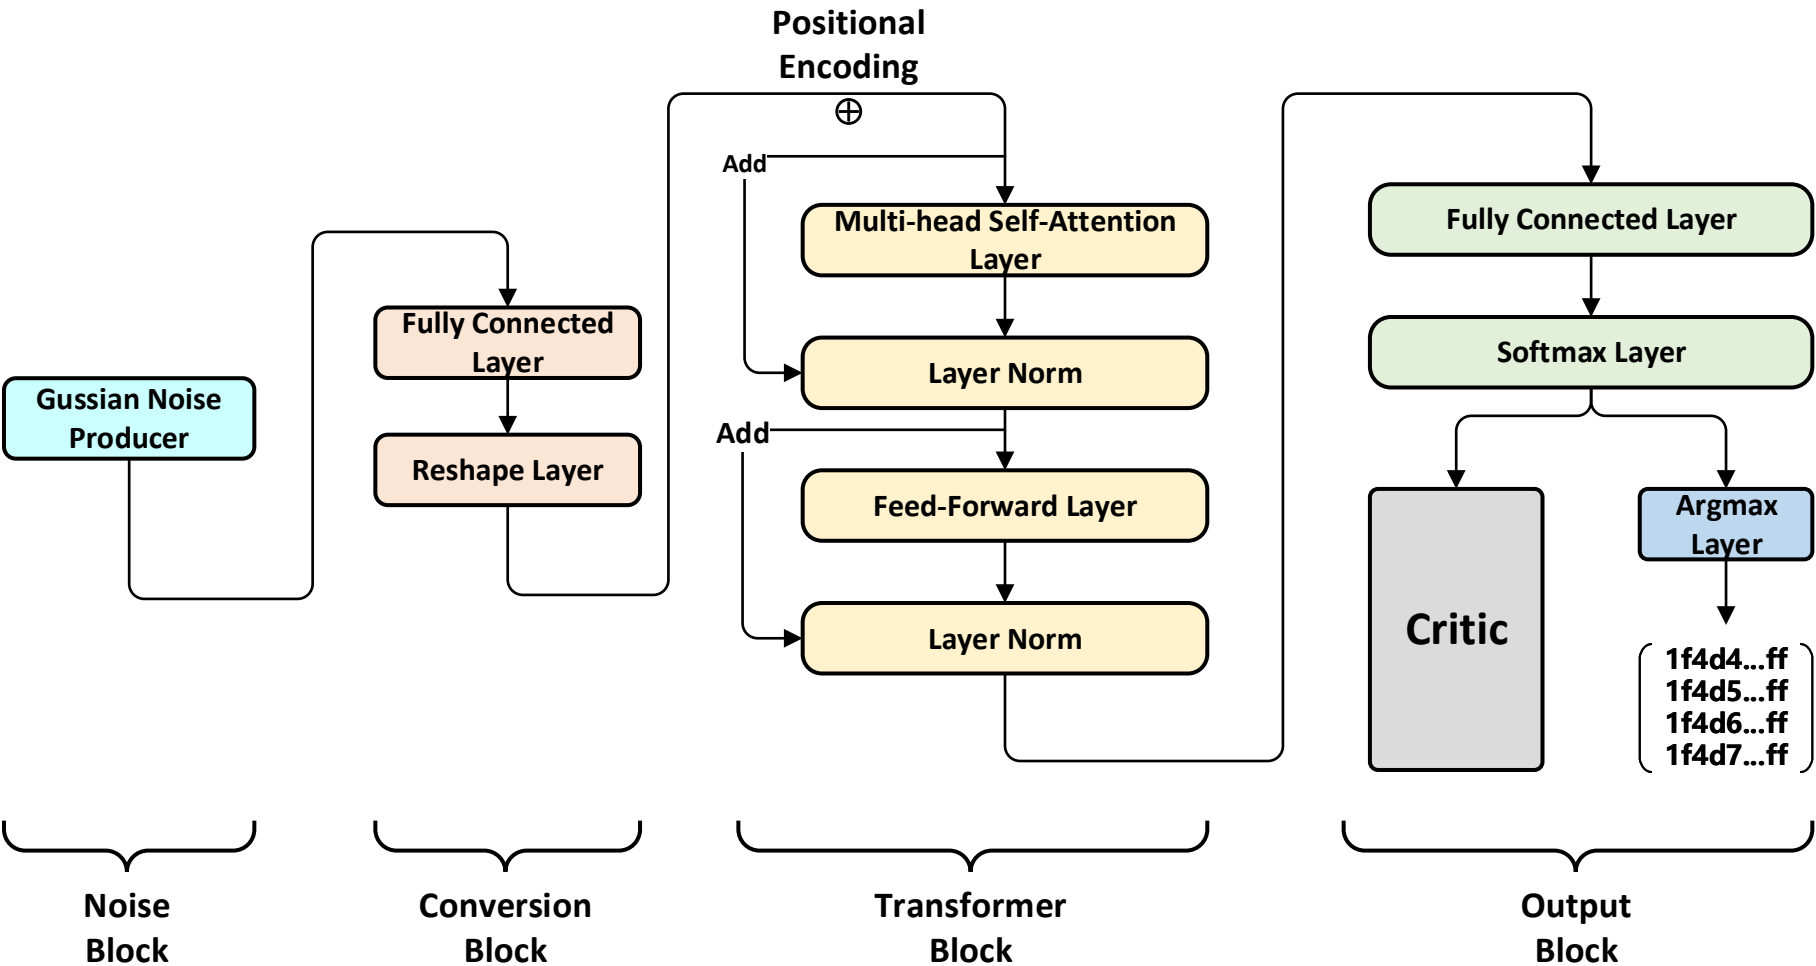 Positional
Encoding
Add
Multi-head Self-Attention
Layer
Fully Connected Layer
Fully Connected
Layer
Softmax Layer
Layer Norm
Gussian Noise
Producer
Add
Reshape Layer
Feed-Forward Layer
Argmax
Layer
Critic
Layer Norm
1f4d4...ff
1f4d5...ff
1f4d6...ff
1f4d7...ff
Noise
Block
Conversion
Block
Transformer
Block
Output
Block